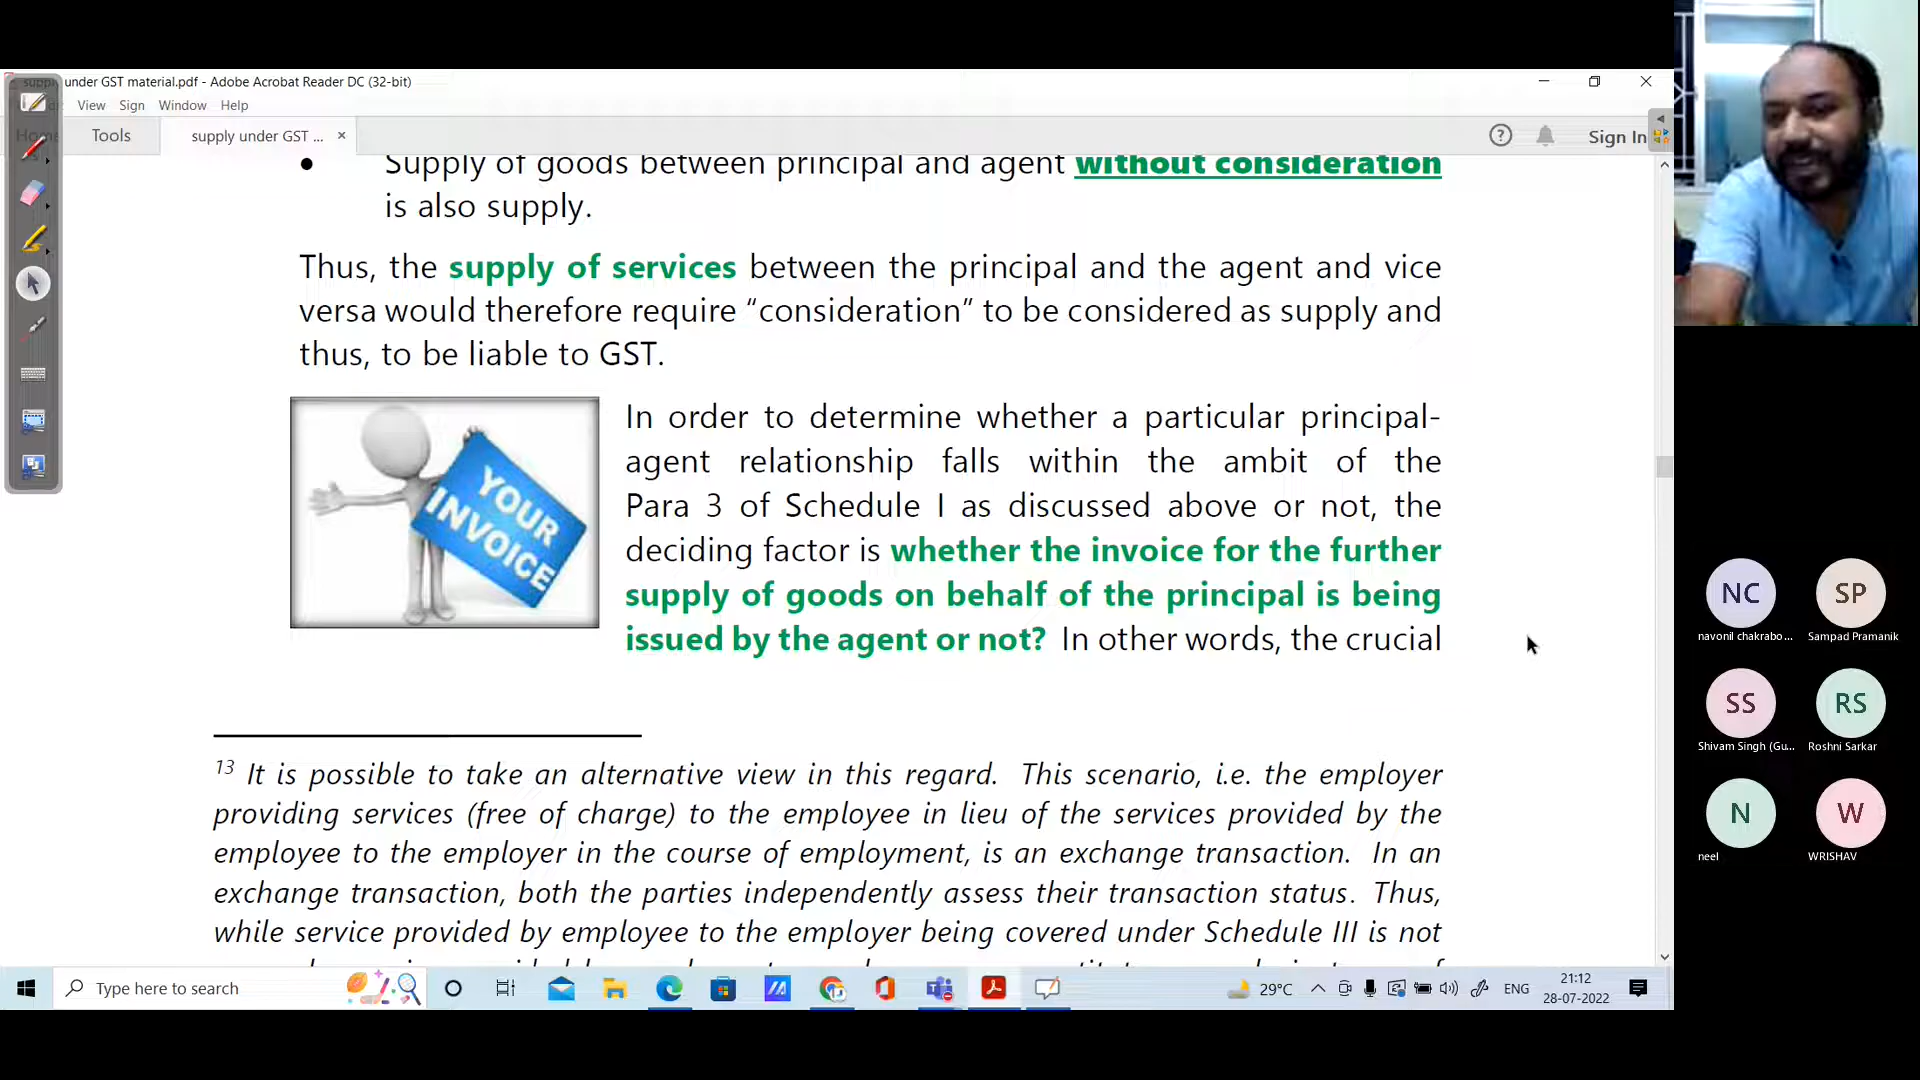 supply under GST material.pdf - Adobe Acrobat Reader DC (32-bit)
View Sign Window Help
Home Tools supply under GST ... × Sign In
• Supply of goods between principal and agent without consideration
is also supply.
Thus, the supply of services between the principal and the agent and vice
versa would therefore require “consideration” to be considered as supply and
thus, to be liable to GST.
YOUR
INVOICE
In order to determine whether a particular principal-
agent relationship falls within the ambit of the
Para 3 of Schedule I as discussed above or not, the
deciding factor is whether the invoice for the further
supply of goods on behalf of the principal is being
issued by the agent or not? In other words, the crucial
13 It is possible to take an alternative view in this regard. This scenario, i.e. the employer
providing services (free of charge) to the employee in lieu of the services provided by the
employee to the employer in the course of employment, is an exchange transaction. In an
exchange transaction, both the parties independently assess their transaction status. Thus,
while service provided by employee to the employer being covered under Schedule III is not
Type here to search
29°C
ENG
21:12
28-07-2022
NC SP
navonil chakrabo... Sampad Pramanik
SS RS
Shivam Singh (Gu... Roshni Sarkar
N W
neel WRISHAV